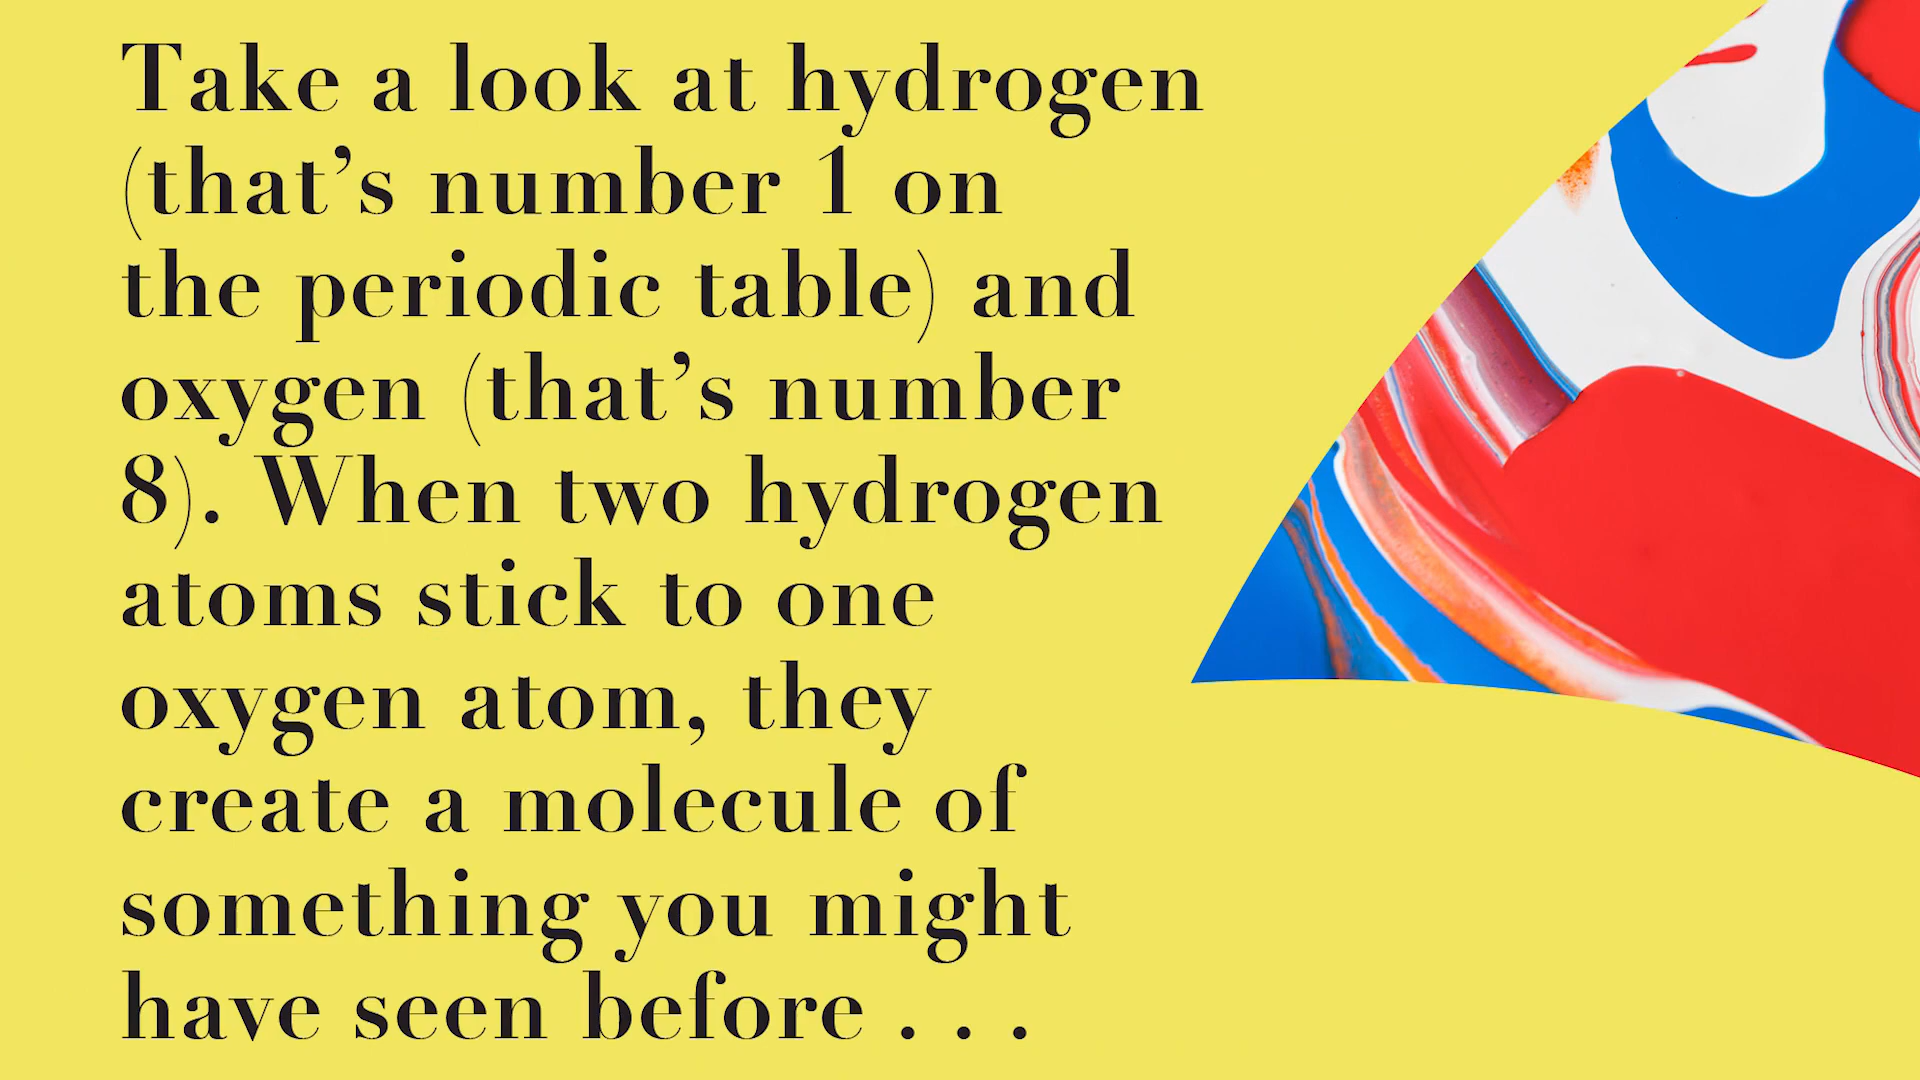 Take a look at hydrogen
(that’s number 1 on
the periodic table) and
oxygen (that’s number
8). When two hydrogen
atoms stick to one
oxygen atom, they
create a molecule of
something you might
have seen before . . .